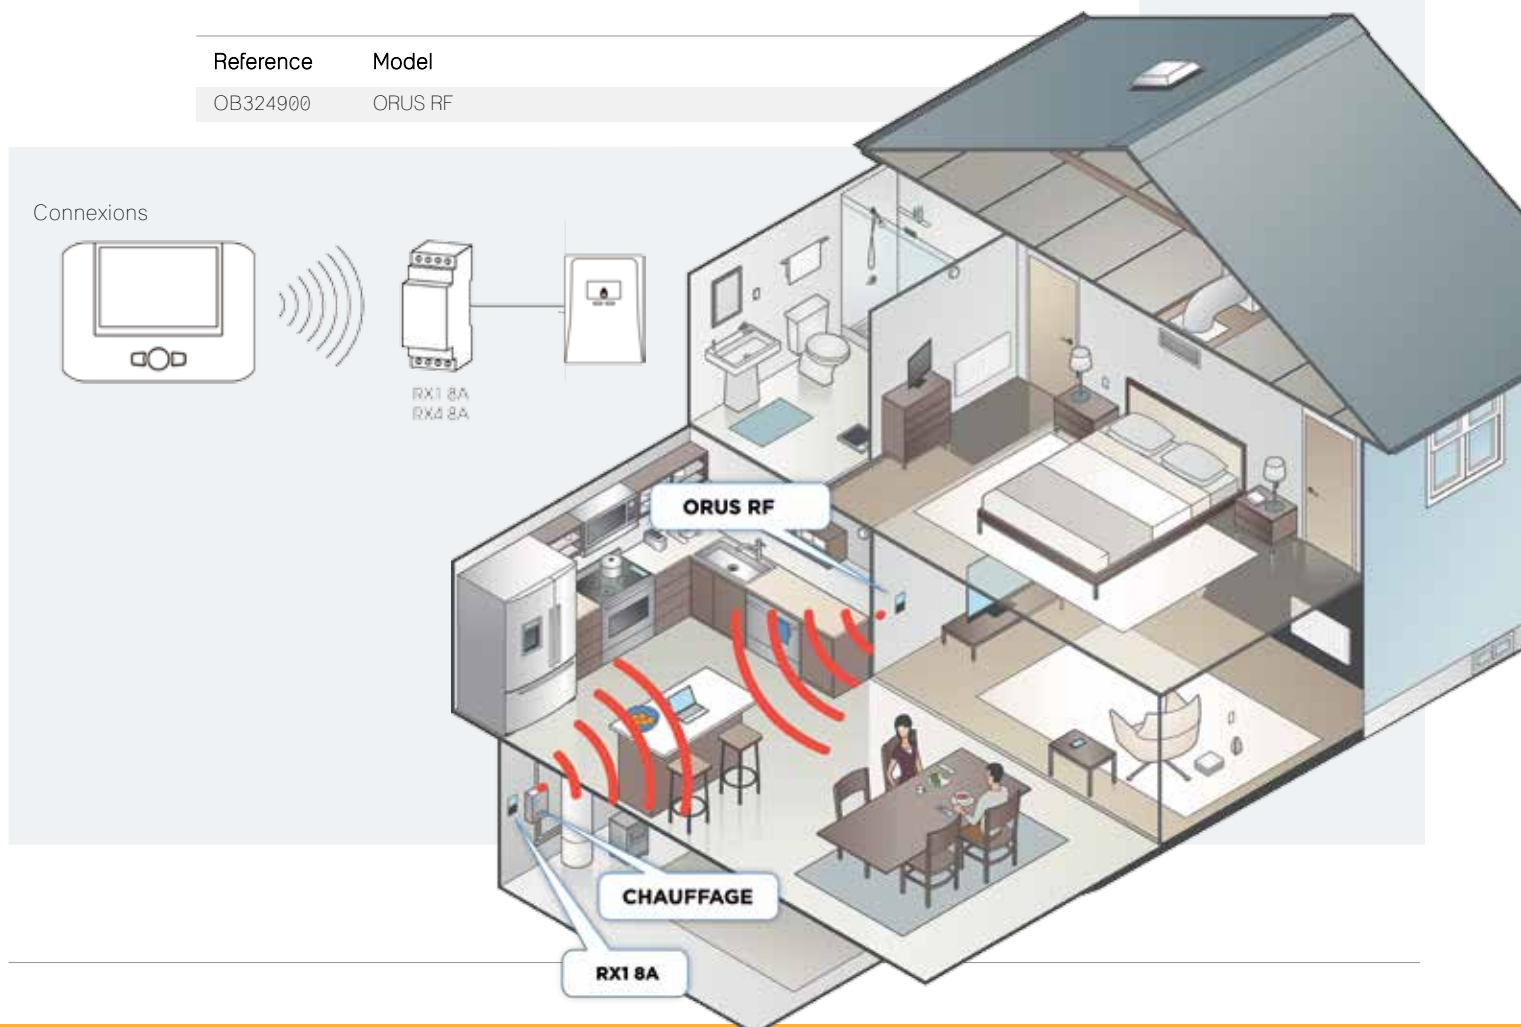 Reference Model
OB324900 ORUS RF
Connexions
RX1 8A
RX4 8A
ORUS RF
CHAUFFAGE
RX1 8A